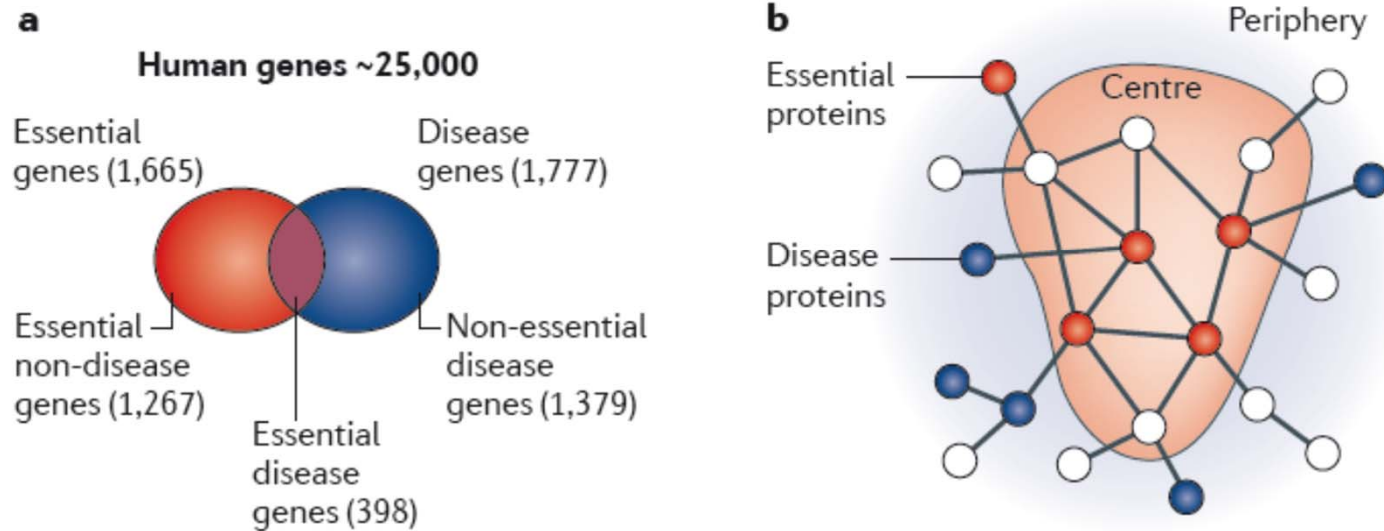 a
Human genes ~25,000
Essential
genes (1,665)
Disease
genes (1,777)
Essential
non-disease
genes (1,267)
Essential
disease
genes (398)
Non-essential
disease
genes (1,379)
b
Periphery
Centre
Essential
proteins
Disease
proteins